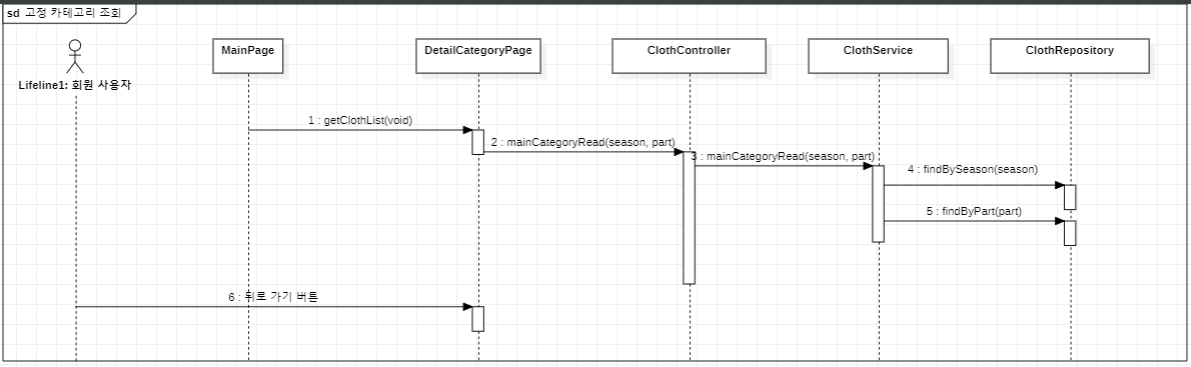 sd 고정 카테고리 조회
MainPage
DetailCategoryPage
ClothController
ClothService
ClothRepository
Lifeline1: 회원 사용자
1 : getClothList(void)
2 : mainCategoryRead(season, part)
3 : mainCategoryRead(season, part)
4 : findBySeason(season)
5 : findByPart(part)
6 : 뒤로 가기 버튼